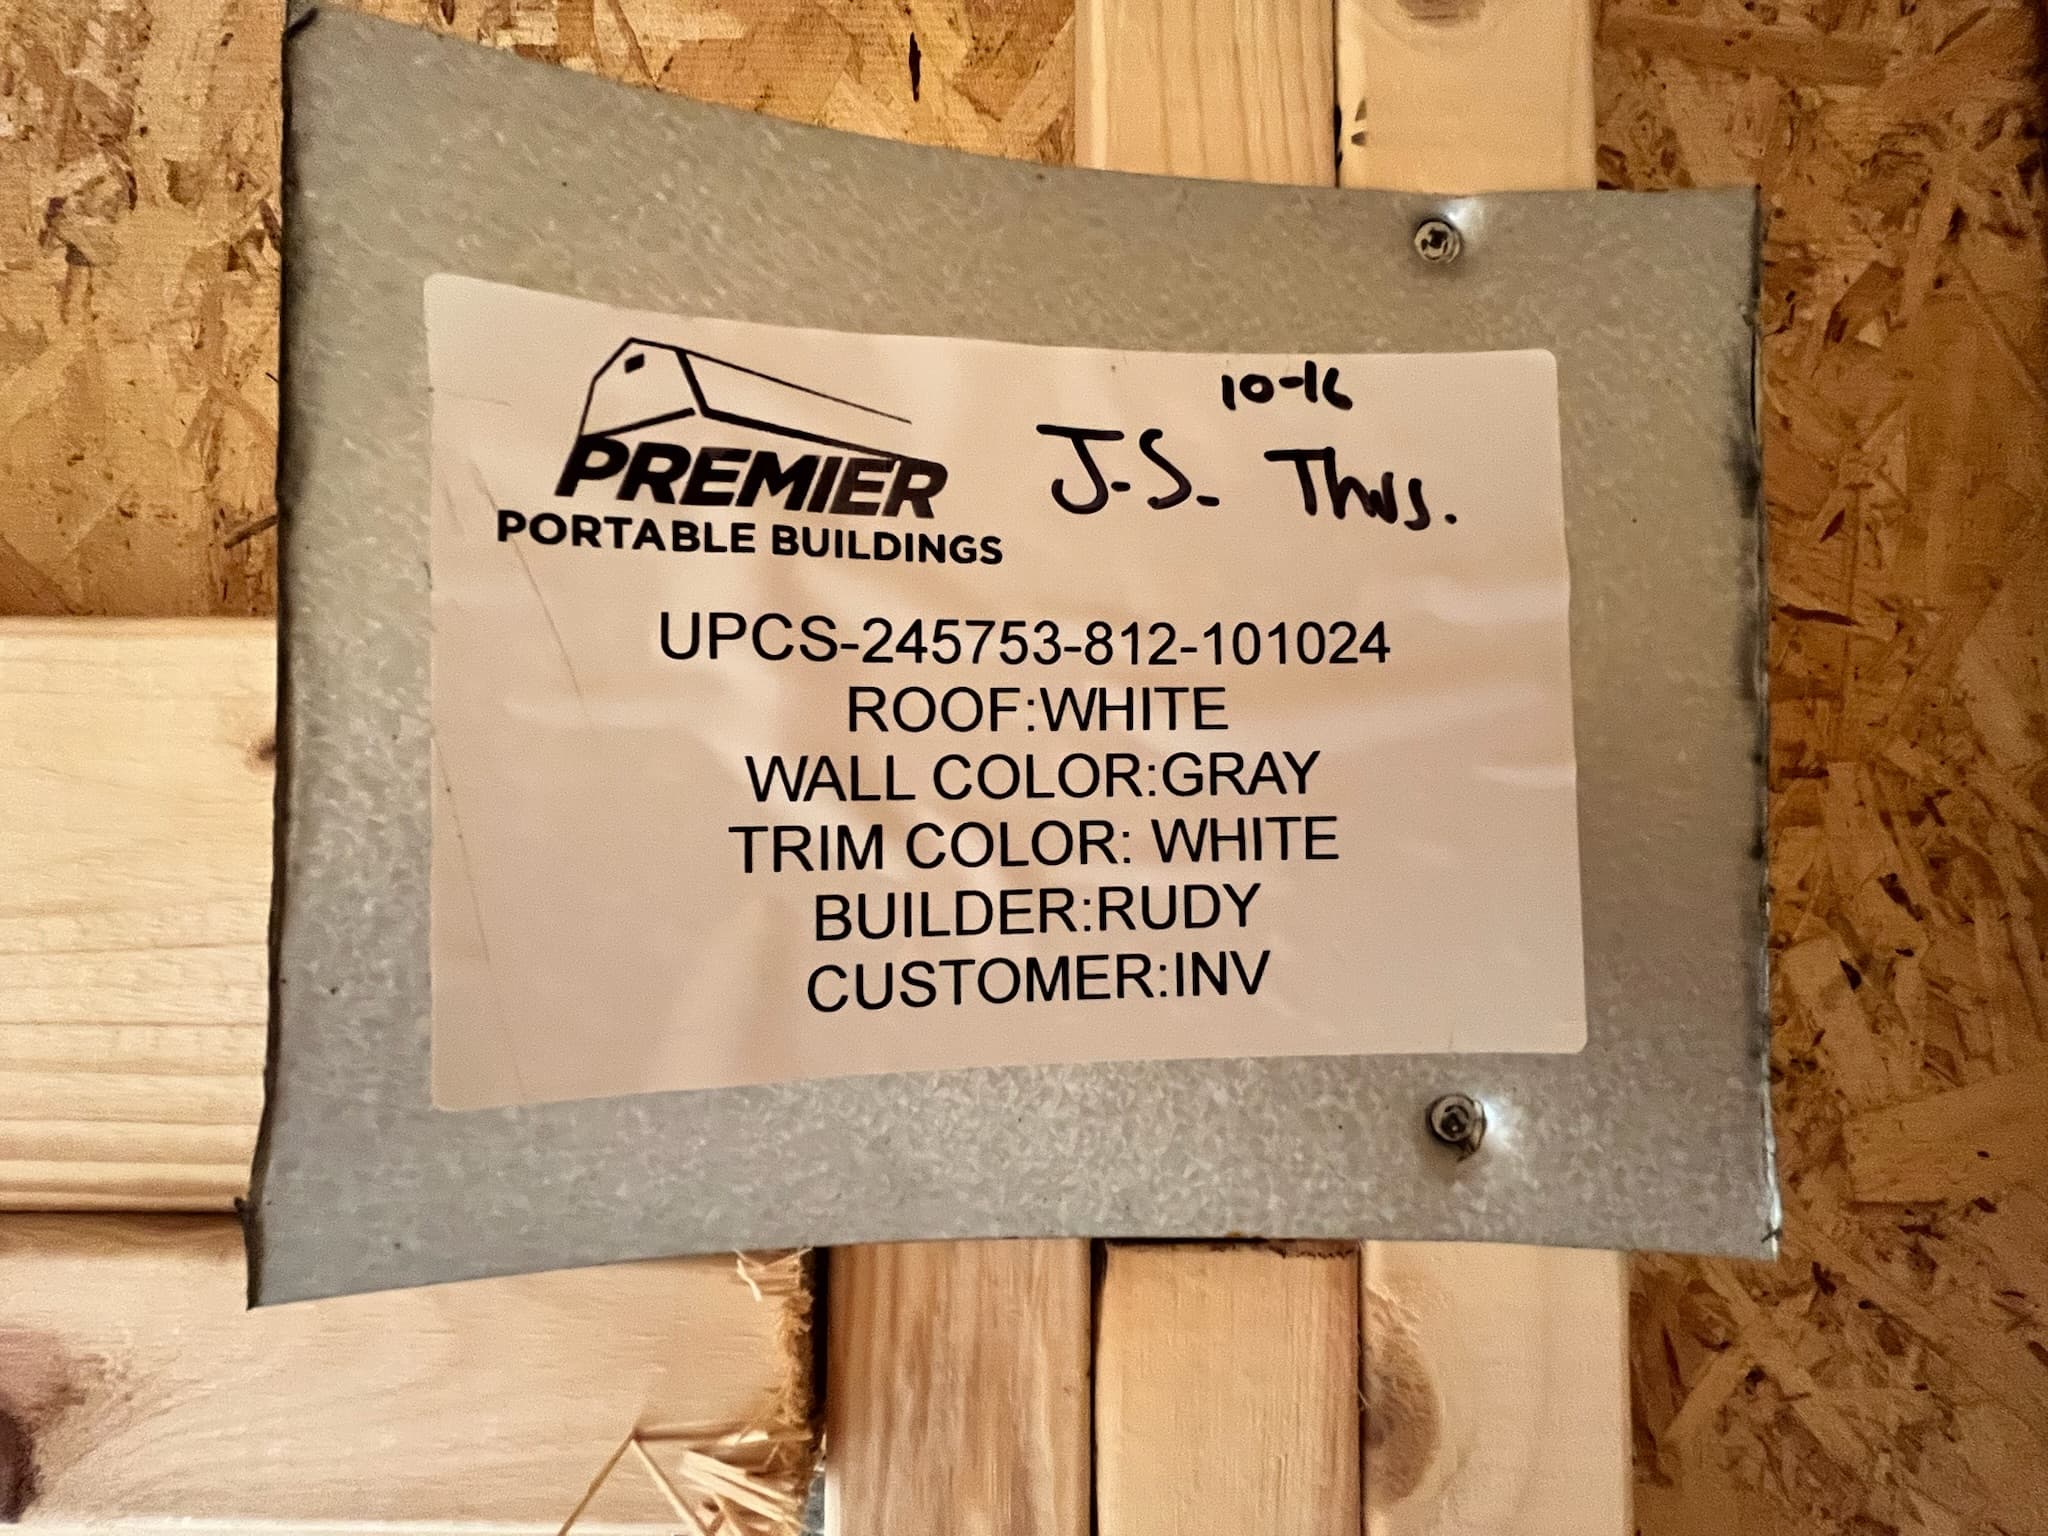 10-16
PREMIER J.S. Thrs.
PORTABLE BUILDINGS
UPCS-245753-812-101024
ROOF:WHITE
WALL COLOR:GRAY
TRIM COLOR: WHITE
BUILDER:RUDY
CUSTOMER:INV